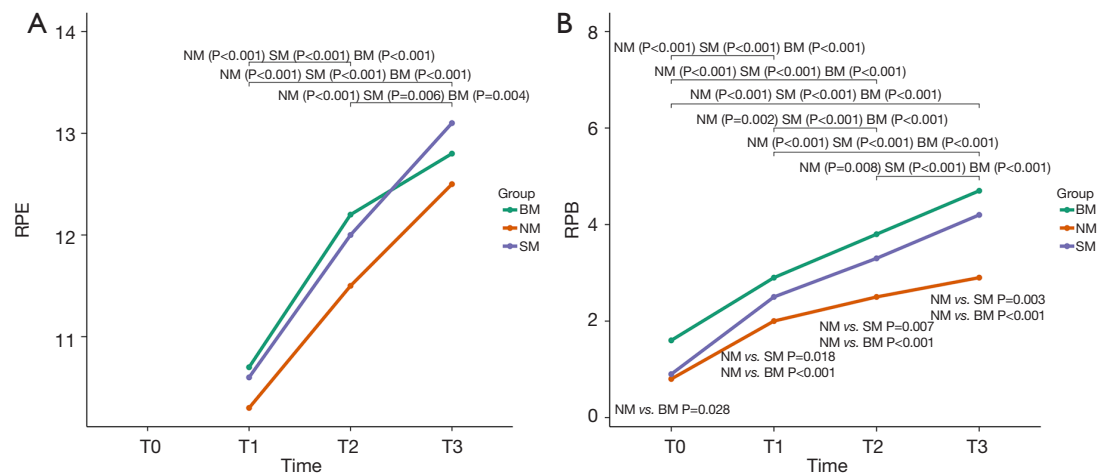 A
14
13
12
11
RPE
NM (P<0.001) SM (P<0.001) BM (P<0.001)
NM (P<0.001) SM (P<0.001) BM (P<0.001)
NM (P<0.001) SM (P=0.006) BM (P=0.004)
Group
BM
NM
SM
T0 T1 T2 T3
Time
B
8
6
4
2
0
RPB
NM (P<0.001) SM (P<0.001) BM (P<0.001)
NM (P<0.001) SM (P<0.001) BM (P<0.001)
NM (P<0.001) SM (P<0.001) BM (P<0.001)
NM (P=0.002) SM (P<0.001) BM (P<0.001)
NM (P<0.001) SM (P<0.001) BM (P<0.001)
NM (P=0.008) SM (P<0.001) BM (P<0.001)
Group
BM
NM
SM
NM vs. SM P=0.003
NM vs. BM P<0.001
NM vs. SM P=0.007
NM vs. BM P<0.001
NM vs. SM P=0.018
NM vs. BM P<0.001
NM vs. BM P=0.028
T0 T1 T2 T3
Time